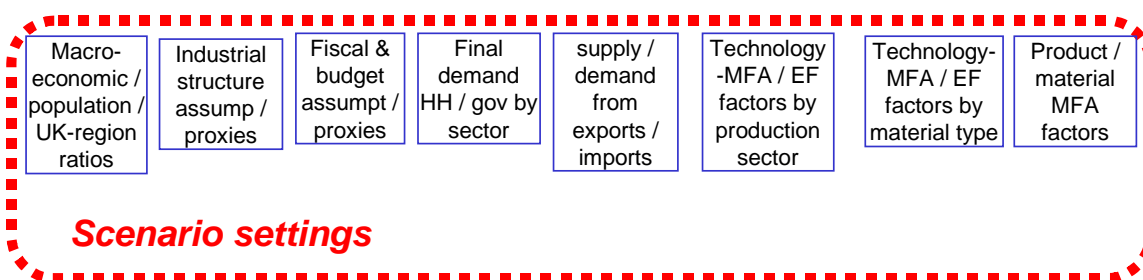 Macro-
economic /
population /
UK-region
ratios
Industrial
structure
assump /
proxies
Fiscal &
budget
assumpt /
proxies
Final
demand
HH / gov by
sector
supply /
demand
from
exports /
imports
Technology
-MFA / EF
factors by
production
sector
Technology-
MFA / EF
factors by
material type
Product /
material
MFA
factors
Scenario settings